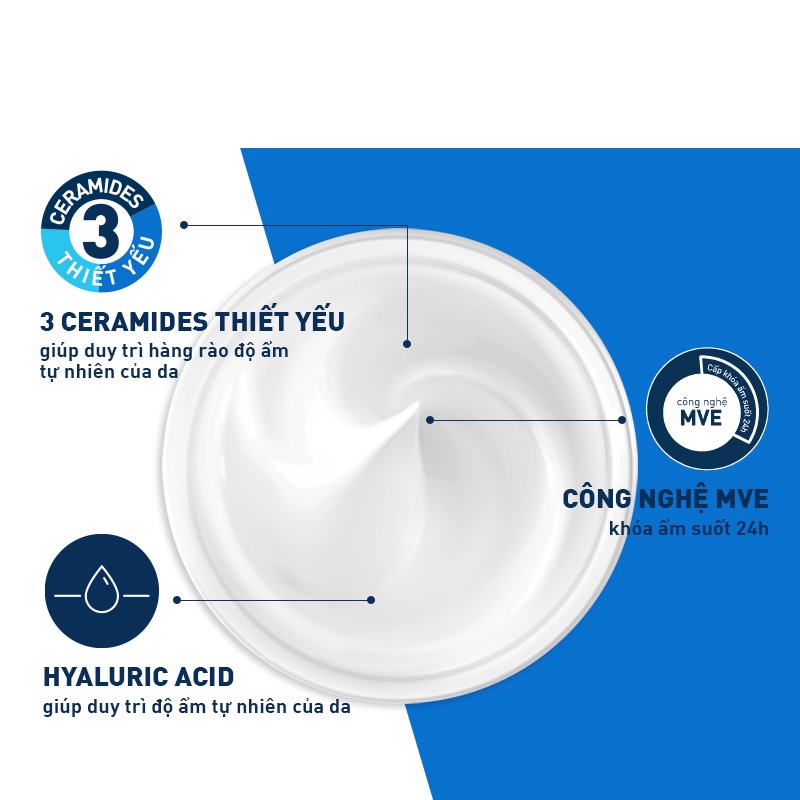 CERAMIDES
3
THIẾT YẾU
3 CERAMIDES THIẾT YẾU
giúp duy trì hàng rào độ ẩm
tự nhiên của da
Cấp khóa ẩm suốt 24h
công nghệ
MVE
CÔNG NGHỆ MVE
khóa ẩm suốt 24h
HYALURIC ACID
giúp duy trì độ ẩm tự nhiên của da